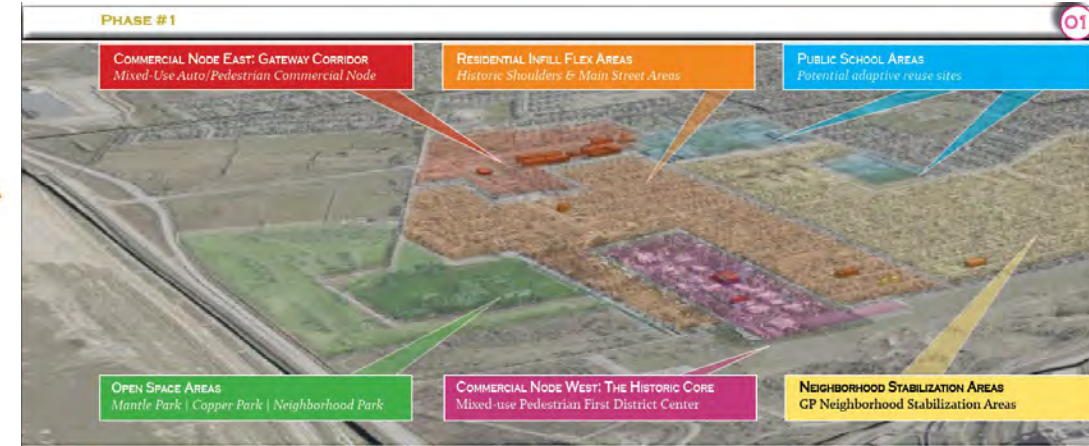 PHASE #1
01
COMMERCIAL NODE EAST: GATEWAY CORRIDOR
Mixed-Use Auto/Pedestrian Commercial Node
RESIDENTIAL INFILL FLEX AREAS
Historic Shoulders & Main Street Areas
PUBLIC SCHOOL AREAS
Potential adaptive reuse sites
OPEN SPACE AREAS
Mantle Park | Copper Park | Neighborhood Park
COMMERCIAL NODE WEST: THE HISTORIC CORE
Mixed-use Pedestrian First District Center
NEIGHBORHOOD STABILIZATION AREAS
GP Neighborhood Stabilization Areas